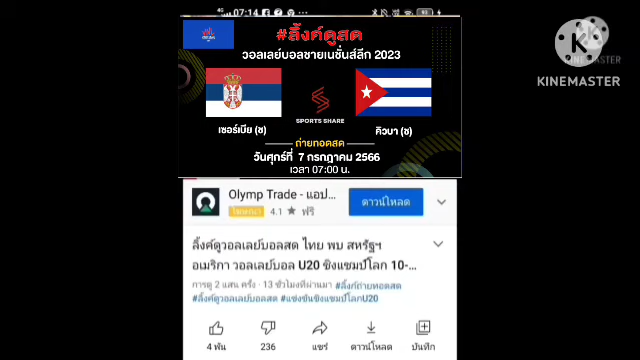 4G 07:14
#ลิ้งค์ดูสด
วอลเลย์บอลชายเนชั่นส์ลีก 2023
SPORTS SHARE
เซอร์เบีย (ช)
คิวบา (ช)
ถ่ายทอดสด
วันศุกร์ที่ 7 กรกฎาคม 2566
เวลา 07:00 น.
KINEMASTER
KINEMASTER
Olymp Trade - แอป...
โฆษณา 4.1 ★ ฟรี
ดาวน์โหลด
ลิ้งค์ดูวอลเลย์บอลสด ไทย พบ สหรัฐฯ
อเมริกา วอลเลย์บอล U20 ชิงแชมป์โลก 10-...
การดู 2 แสน ครั้ง · 13 ชั่วโมงที่ผ่านมา #ลิ้งก์ถ่ายทอดสด
#ลิ้งค์ดูวอลเลย์บอลสด #แข่งขันชิงแชมป์โลกU20
4 พัน
236
แชร์
ดาวน์โหลด
บันทึก